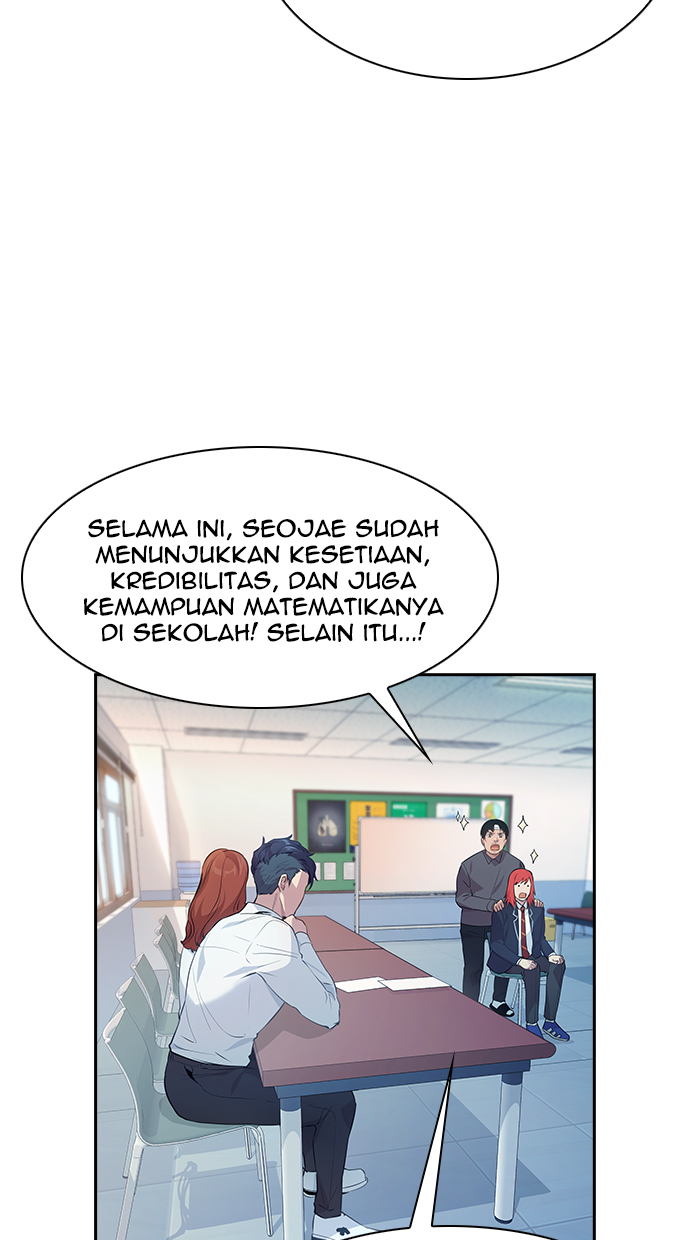 SELAMA INI, SEOJAE SUDAH
MENUNJUKKAN KESETIAAN,
KREDIBILITAS, DAN JUGA
KEMAMPUAN MATEMATIKANYA
DI SEKOLAH! SELAIN ITU...!